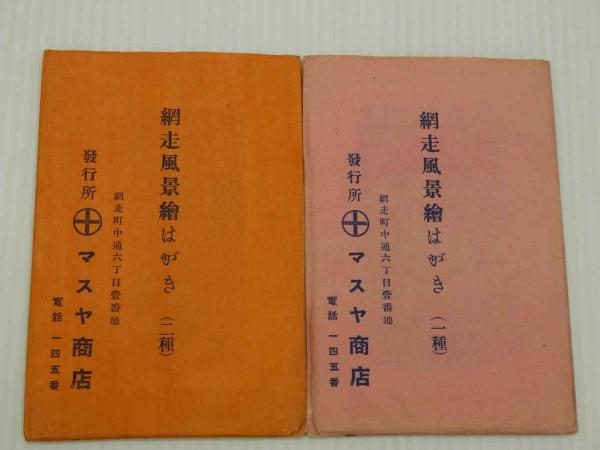 網走風景繪はがき(一種)
網走町中通六丁目壹番地
發行所 マスヤ商店
電話 一四五番
網走風景繪はがき(二種)
網走町中通六丁目壹番地
發行所 マスヤ商店
電話 一四五番